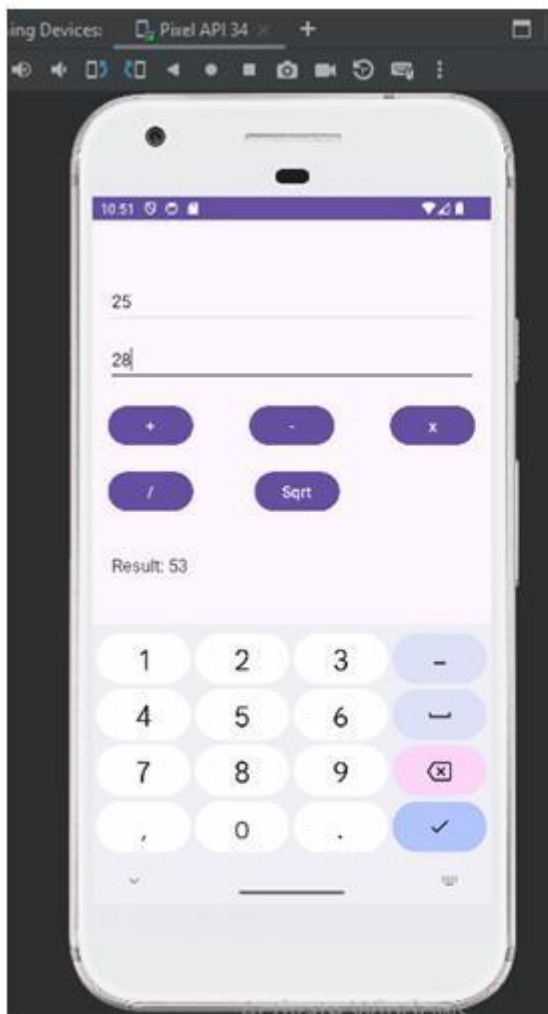 ing Devices: Pixel API 34 × +
10:51
25
28
+ - x
/ Sqrt
Result: 53
1 2 3 -
4 5 6
7 8 9
, 0 .